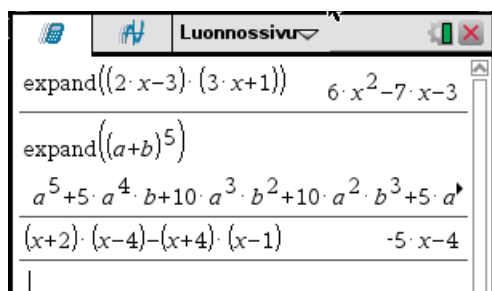 Luonnossivu
expand((2·x−3)·(3·x+1)) 6·x²−7·x−3
expand((a+b)⁵)
a⁵+5·a⁴·b+10·a³·b²+10·a²·b³+5·a
(x+2)·(x−4)−(x+4)·(x−1) -5·x−4